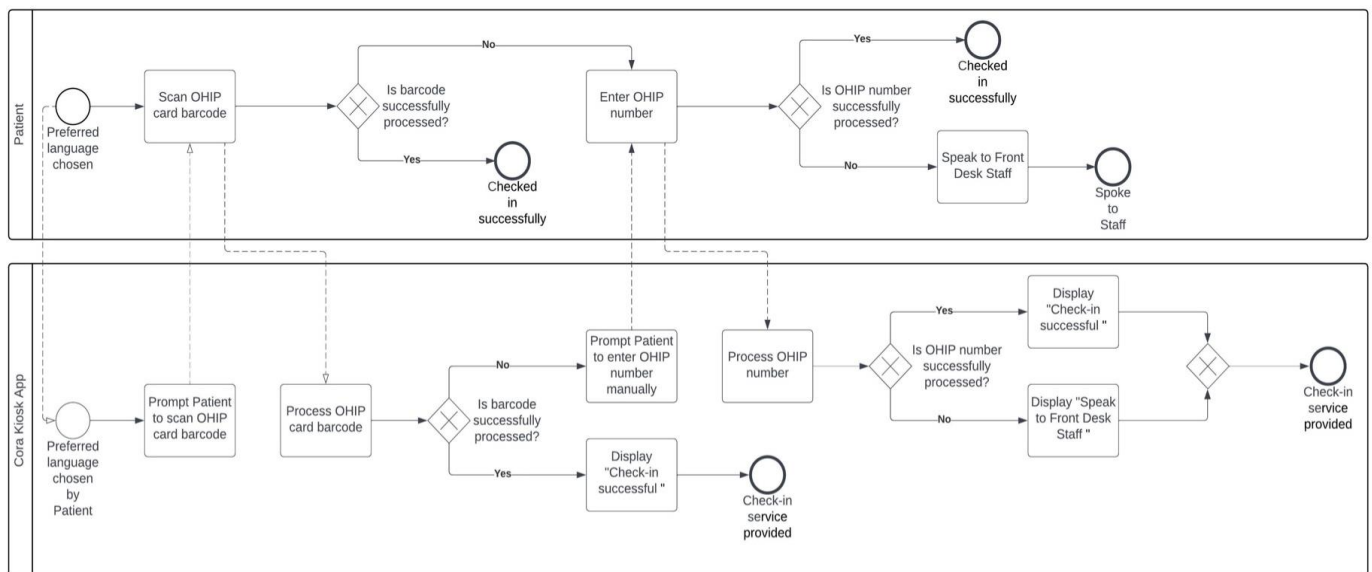 Patient
Preferred
language
chosen
Scan OHIP
card barcode
Is barcode
successfully
processed?
No
Yes
Checked
in
successfully
Enter OHIP
number
Is OHIP number
successfully
processed?
Yes
Checked
in
successfully
No
Speak to Front
Desk Staff
Spoke
to
Staff
Cora Kiosk App
Preferred
language
chosen
by
Patient
Prompt Patient
to scan OHIP
card barcode
Process OHIP
card barcode
Is barcode
successfully
processed?
No
Prompt Patient
to enter OHIP
number
manually
Yes
Display
"Check-in
successful "
Check-in
service
provided
Process OHIP
number
Is OHIP number
successfully
processed?
Yes
Display
"Check-in
successful "
No
Display "Speak
to Front Desk
Staff "
Check-in
service
provided